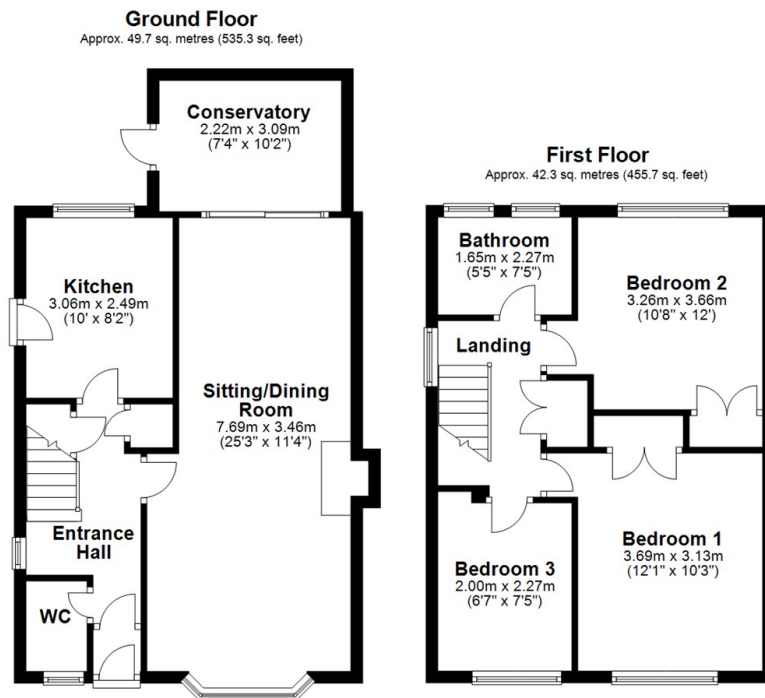 Ground Floor
Approx. 49.7 sq. metres (535.3 sq. feet)
Conservatory
2.22m x 3.09m
(7'4" x 10'2")
Kitchen
3.06m x 2.49m
(10' x 8'2")
Sitting/Dining
Room
7.69m x 3.46m
(25'3" x 11'4")
Entrance
Hall
WC
First Floor
Approx. 42.3 sq. metres (455.7 sq. feet)
Bathroom
1.65m x 2.27m
(5'5" x 7'5")
Bedroom 2
3.26m x 3.66m
(10'8" x 12')
Landing
Bedroom 1
3.69m x 3.13m
(12'1" x 10'3")
Bedroom 3
2.00m x 2.27m
(6'7" x 7'5")